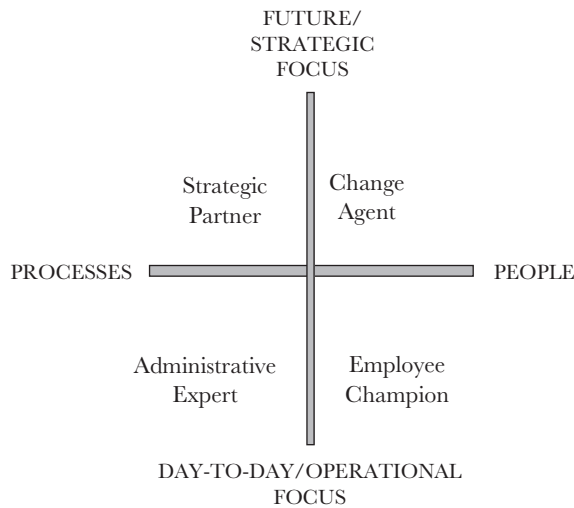 FUTURE/
STRATEGIC
FOCUS
Strategic
Partner
Change
Agent
PROCESSES
PEOPLE
Administrative
Expert
Employee
Champion
DAY-TO-DAY/OPERATIONAL
FOCUS